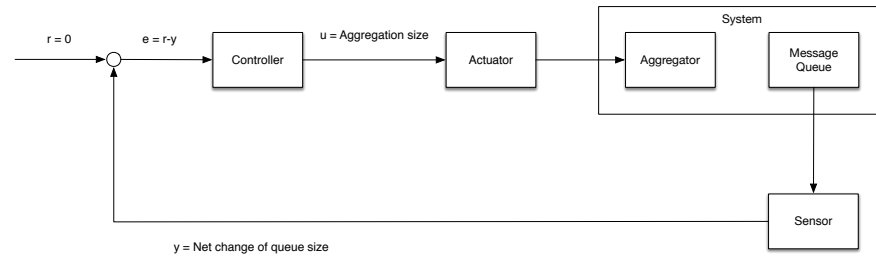 System
r = 0
e = r-y
u = Aggregation size
Controller
Actuator
Aggregator
Message
Queue
Sensor
y = Net change of queue size